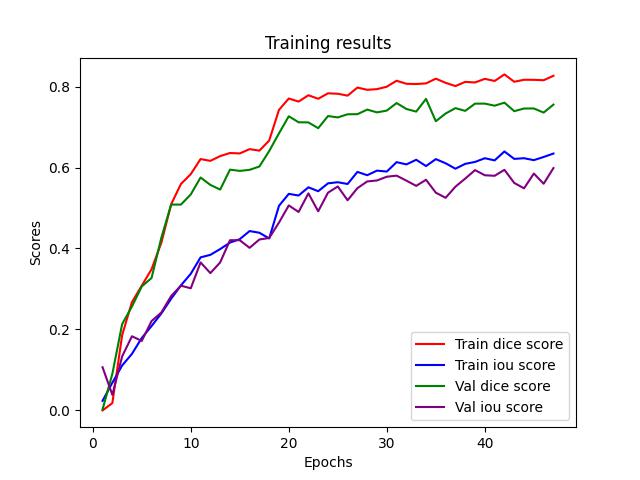 Training results
Scores
0.8
0.6
0.4
0.2
0.0
0 10 20 30 40
Epochs
Train dice score
Train iou score
Val dice score
Val iou score